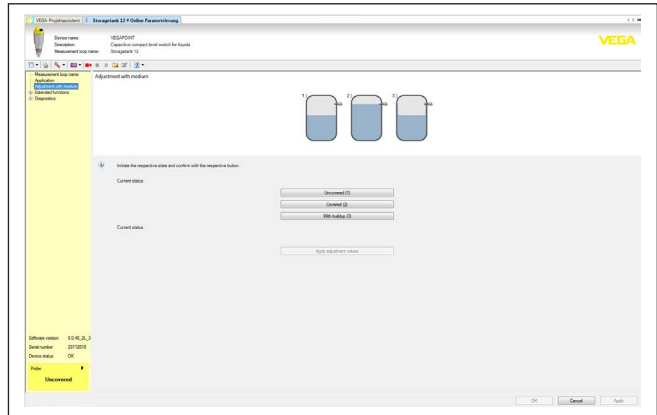 VEGA-Projektassistent
Storagetank 12 # Online Parametrierung
Device name: VEGAPOINT
Description: Capacitive compact level switch for liquids
Measurement loop name: Storagetank 12
VEGA
Measurement loop name
Application
Adjustment with medium
Extended functions
Diagnostics
Adjustment with medium
1) 2) 3)
Initiate the respective state and confirm with the respective button.
Current status
Uncovered (1)
Covered (2)
With buildup (3)
Current status
Apply adjustment values
Software version
Serial number
Device status OK
Probe
Uncovered
OK Cancel Apply